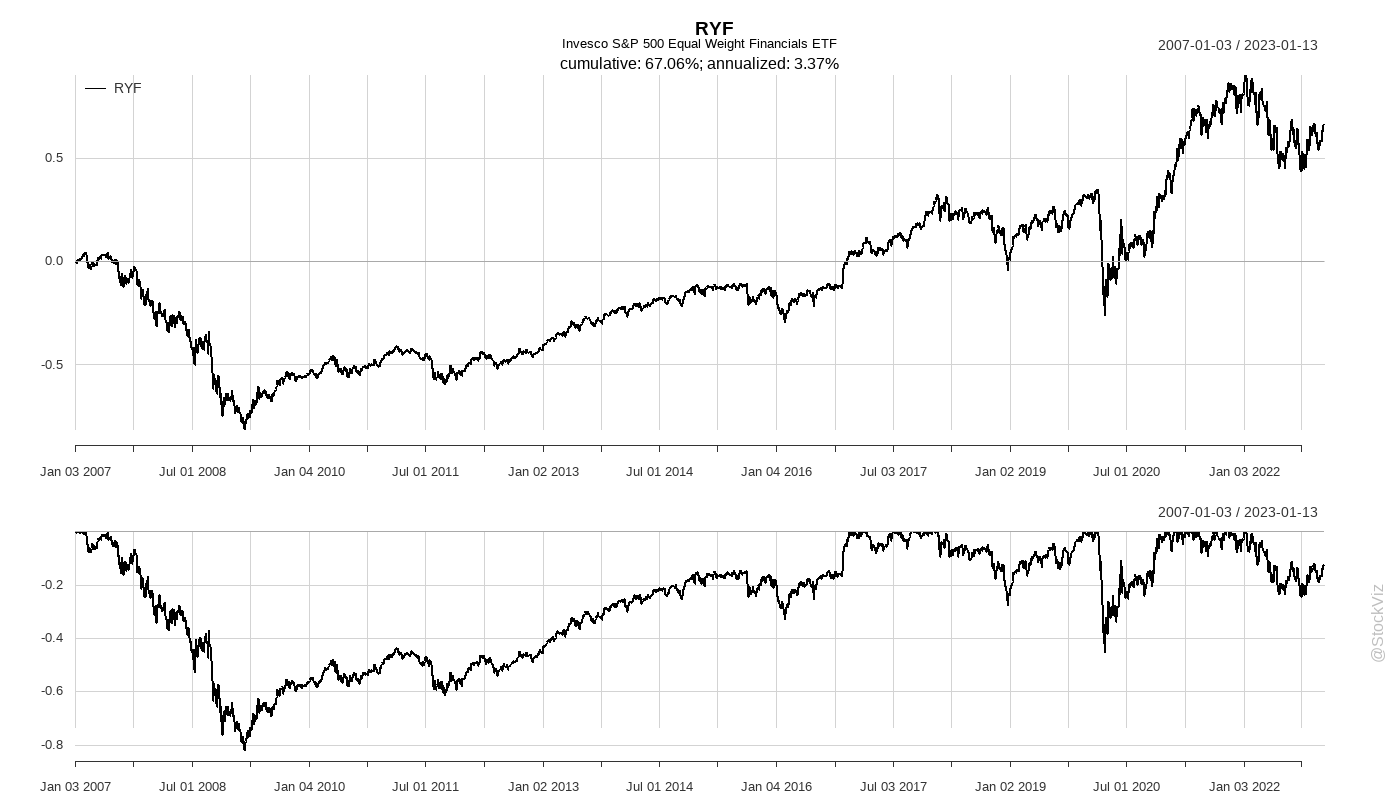 RYF
Invesco S&P 500 Equal Weight Financials ETF
cumulative: 67.06%; annualized: 3.37%
2007-01-03 / 2023-01-13
RYF
0.5
0.0
-0.5
Jan 03 2007 Jul 01 2008 Jan 04 2010 Jul 01 2011 Jan 02 2013 Jul 01 2014 Jan 04 2016 Jul 03 2017 Jan 02 2019 Jul 01 2020 Jan 03 2022
2007-01-03 / 2023-01-13
-0.2
-0.4
-0.6
-0.8
Jan 03 2007 Jul 01 2008 Jan 04 2010 Jul 01 2011 Jan 02 2013 Jul 01 2014 Jan 04 2016 Jul 03 2017 Jan 02 2019 Jul 01 2020 Jan 03 2022
@StockViz